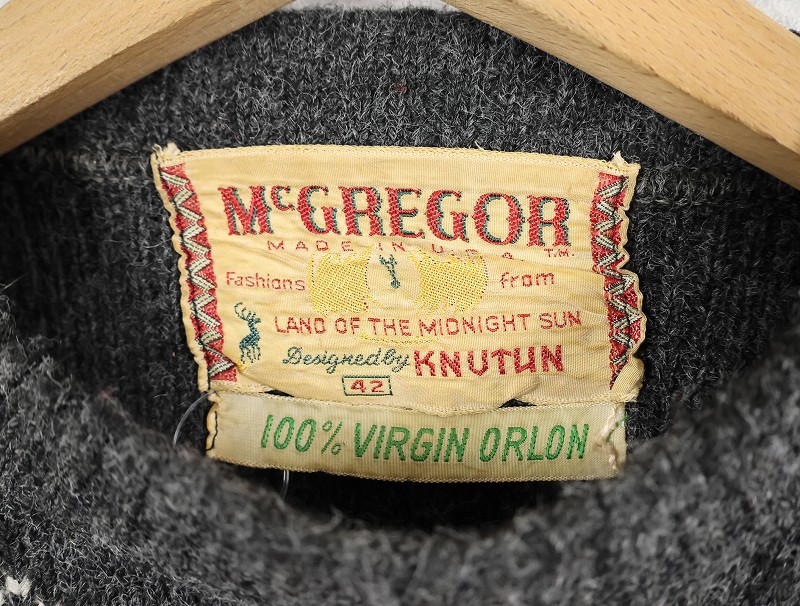 McGREGOR
MADE IN U.S.A. T.M.
Fashions from
LAND OF THE MIDNIGHT SUN
Designed by KNUTUN
42
100% VIRGIN ORLON